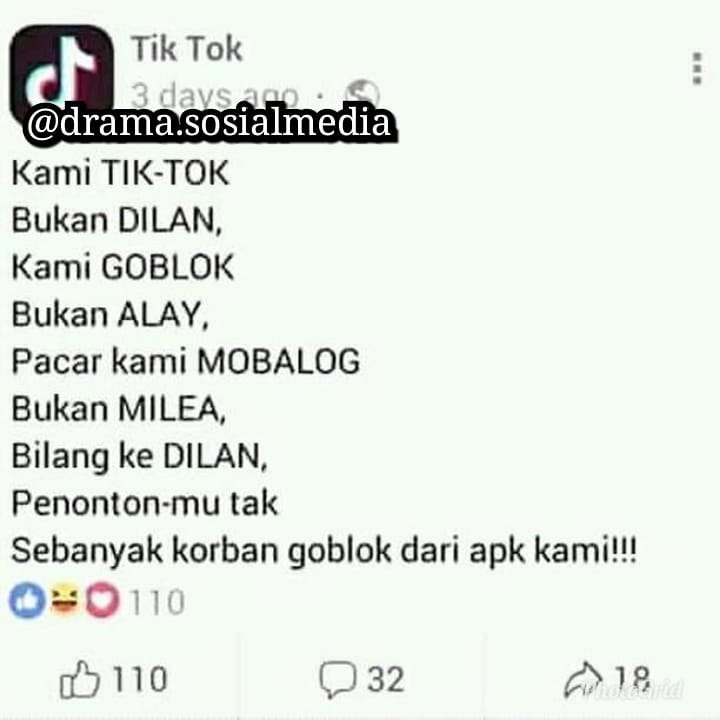 Tik Tok
3 days ago ·
@drama.sosialmedia
Kami TIK-TOK
Bukan DILAN,
Kami GOBLOK
Bukan ALAY,
Pacar kami MOBALOG
Bukan MILEA,
Bilang ke DILAN,
Penonton-mu tak
Sebanyak korban goblok dari apk kami!!!
110
110 32 18
PhotoGrid